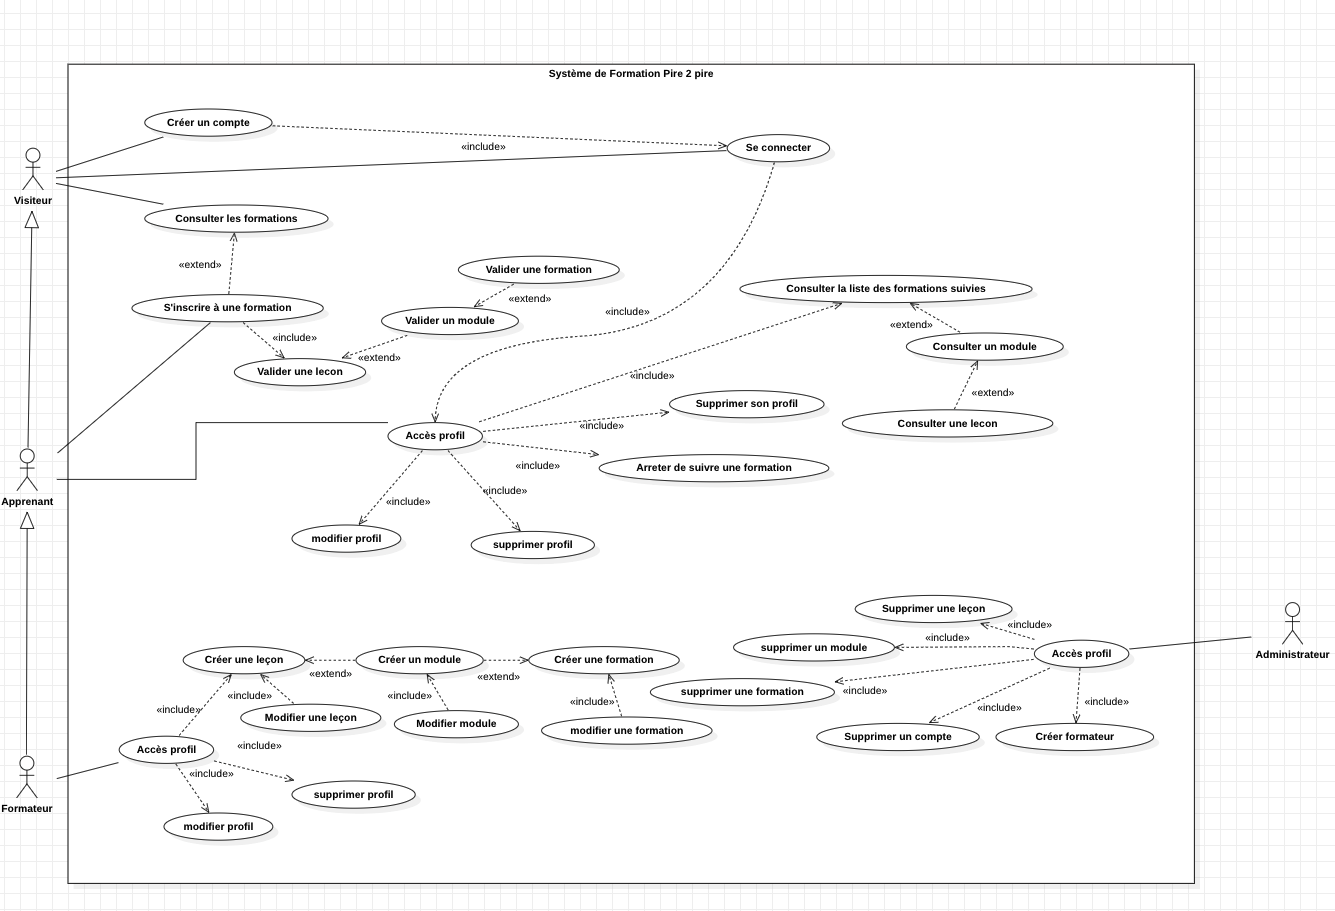 Système de Formation Pire 2 pire
Créer un compte
«include»
Se connecter
Visiteur
Consulter les formations
«extend»
Valider une formation
«extend»
Consulter la liste des formations suivies
S'inscrire à une formation
Valider un module
«include»
«extend»
«include»
«extend»
Consulter un module
Valider une lecon
«include»
«extend»
Supprimer son profil
Consulter une lecon
«include»
Accès profil
«include»
Arreter de suivre une formation
«include»
«include»
Apprenant
modifier profil
supprimer profil
Supprimer une leçon
«include»
«include»
supprimer un module
Accès profil
Administrateur
Créer une leçon
«extend»
Créer un module
«extend»
Créer une formation
supprimer une formation
«include»
«include»
«include»
«include»
«include»
«include»
«include»
Modifier une leçon
Modifier module
modifier une formation
Supprimer un compte
Créer formateur
Accès profil
«include»
«include»
supprimer profil
Formateur
modifier profil